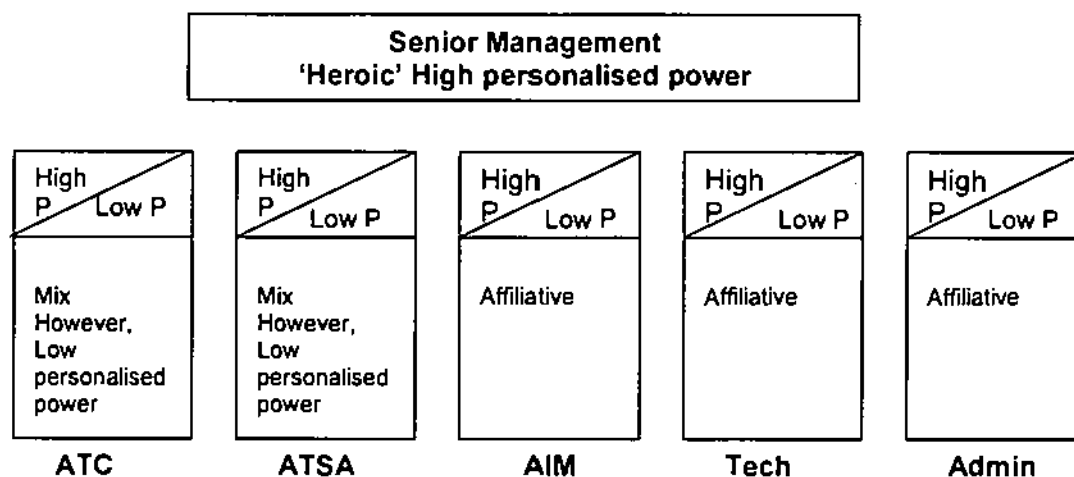 Senior Management
'Heroic' High personalised power
High
P Low P
High
P Low P
High
P Low P
High
P Low P
High
P Low P
Mix
However,
Low
personalised
power
Mix
However,
Low
personalised
power
Affiliative
Affiliative
Affiliative
ATC
ATSA
AIM
Tech
Admin